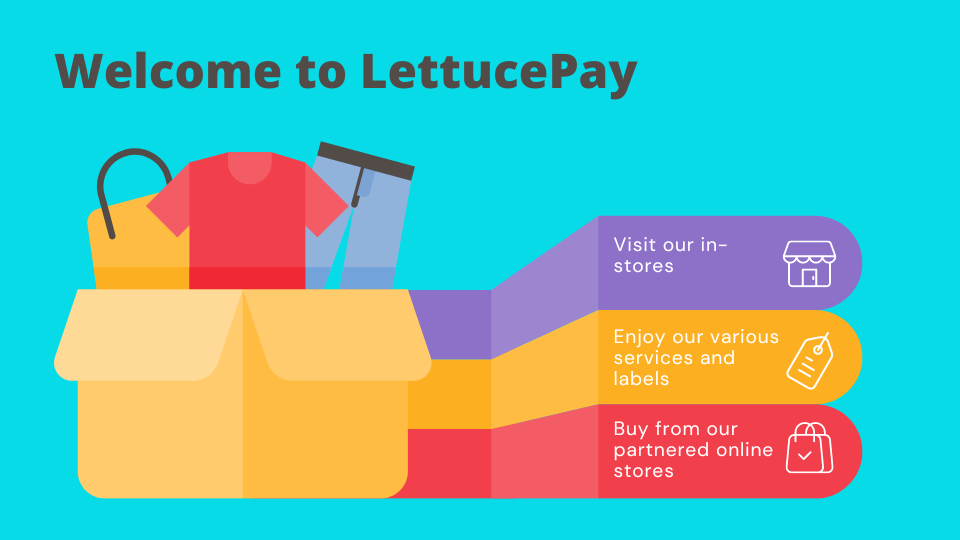 Welcome to LettucePay
Visit our in-
stores
Enjoy our various
services and
labels
Buy from our
partnered online
stores